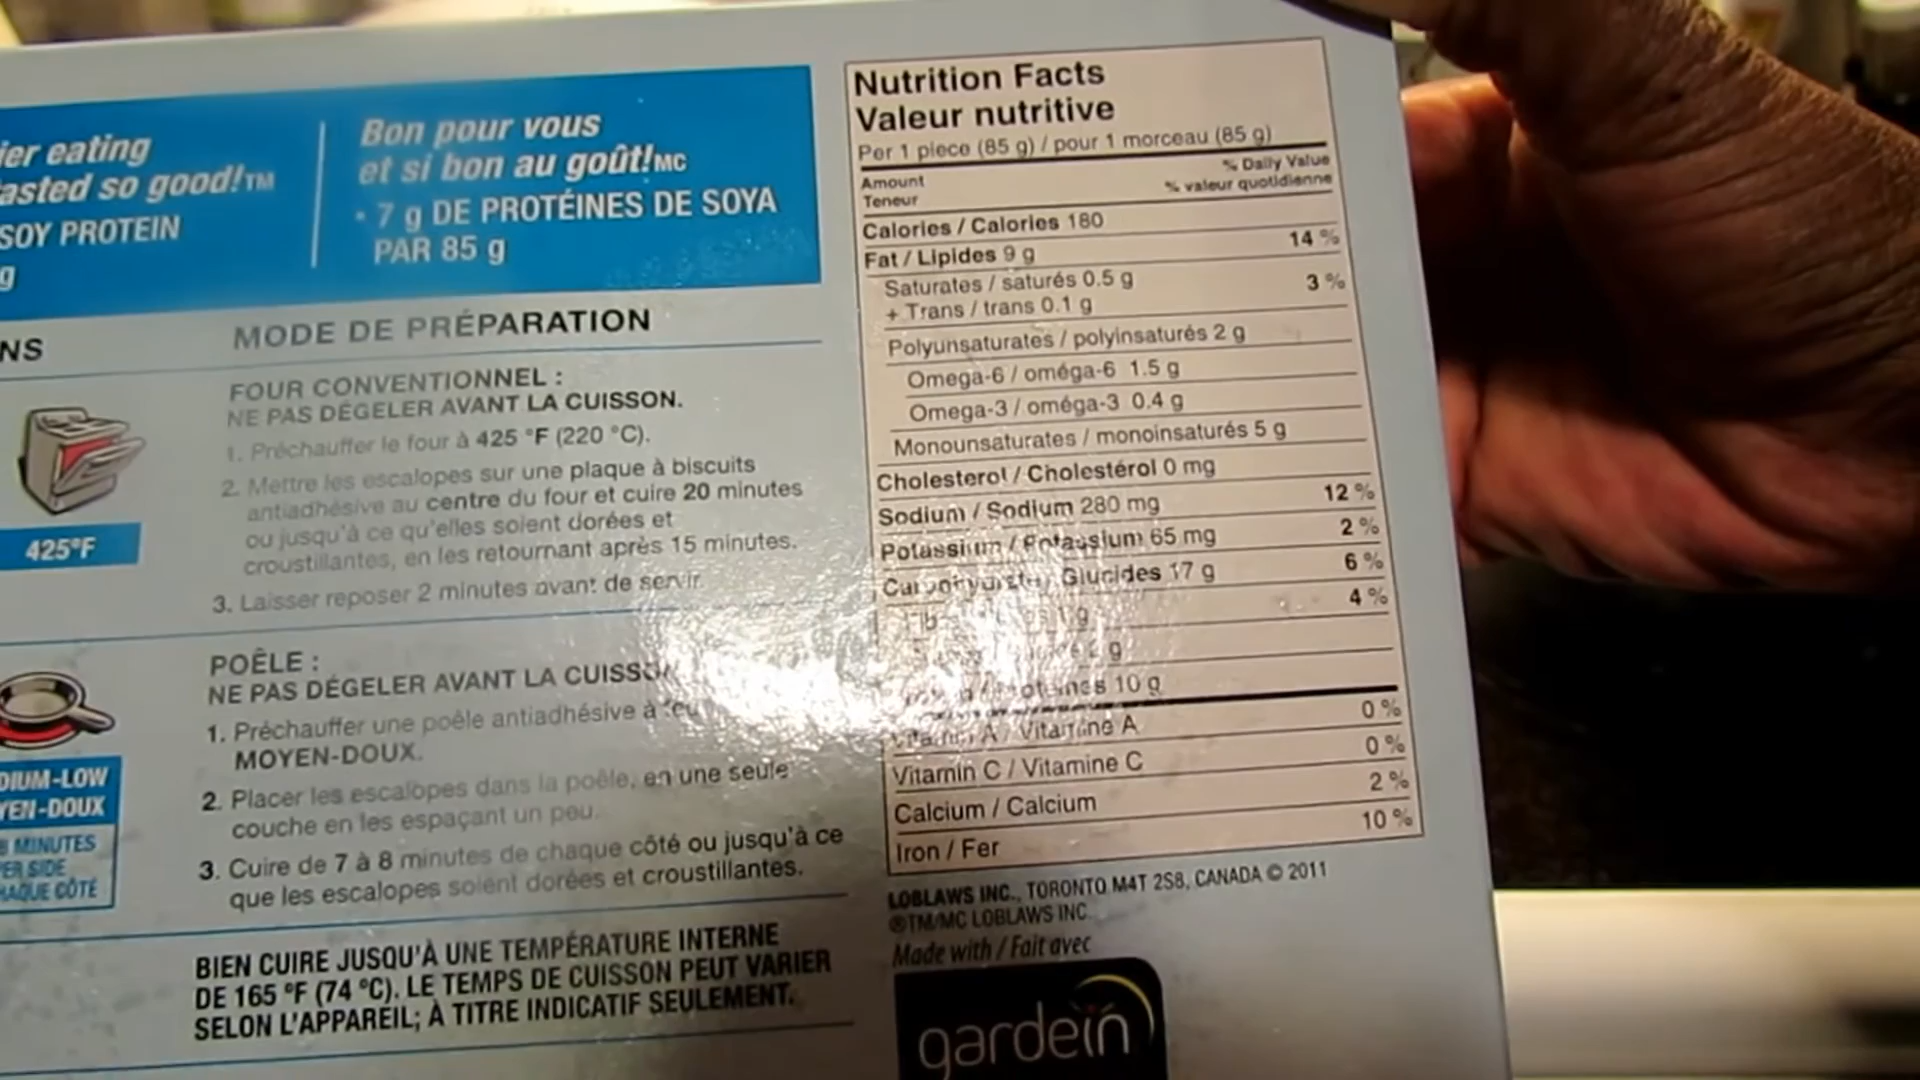 ier eating
asted so good!TM
SOY PROTEIN
g
Bon pour vous
et si bon au goût!MC
• 7 g DE PROTÉINES DE SOYA
PAR 85 g
NS
MODE DE PRÉPARATION
425°F
FOUR CONVENTIONNEL :
NE PAS DÉGELER AVANT LA CUISSON.
1. Préchauffer le four à 425 °F (220 °C).
2. Mettre les escalopes sur une plaque à biscuits
antiadhésive au centre du four et cuire 20 minutes
ou jusqu'à ce qu'elles soient dorées et
croustillantes, en les retournant après 15 minutes.
3. Laisser reposer 2 minutes avant de servir.
DIUM-LOW
YEN-DOUX
8 MINUTES
ER SIDE
HAQUE CÔTÉ
POÊLE :
NE PAS DÉGELER AVANT LA CUISSON
1. Préchauffer une poêle antiadhésive à feu
MOYEN-DOUX.
2. Placer les escalopes dans la poêle, en une seule
couche en les espaçant un peu.
3. Cuire de 7 à 8 minutes de chaque côté ou jusqu'à ce
que les escalopes soient dorées et croustillantes.
BIEN CUIRE JUSQU'À UNE TEMPÉRATURE INTERNE
DE 165 °F (74 °C). LE TEMPS DE CUISSON PEUT VARIER
SELON L'APPAREIL; À TITRE INDICATIF SEULEMENT.
Nutrition Facts
Valeur nutritive
Per 1 piece (85 g) / pour 1 morceau (85 g)
Amount % Daily Value
Teneur % valeur quotidienne
Calories / Calories 180
Fat / Lipides 9 g 14 %
Saturates / saturés 0.5 g
+ Trans / trans 0.1 g 3 %
Polyunsaturates / polyinsaturés 2 g
Omega-6 / oméga-6 1.5 g
Omega-3 / oméga-3 0.4 g
Monounsaturates / monoinsaturés 5 g
Cholesterol / Cholestérol 0 mg
Sodium / Sodium 280 mg 12 %
Potassium / Potassium 65 mg 2 %
Carbohydrate / Glucides 17 g 6 %
1 g 4 %
2 g
Protéines 10 g
Vitamin A / Vitamine A 0 %
Vitamin C / Vitamine C 0 %
Calcium / Calcium 2 %
Iron / Fer 10 %
LOBLAWS INC., TORONTO M4T 2S8, CANADA © 2011
®TM/MC LOBLAWS INC.
Made with / Fait avec
gardein